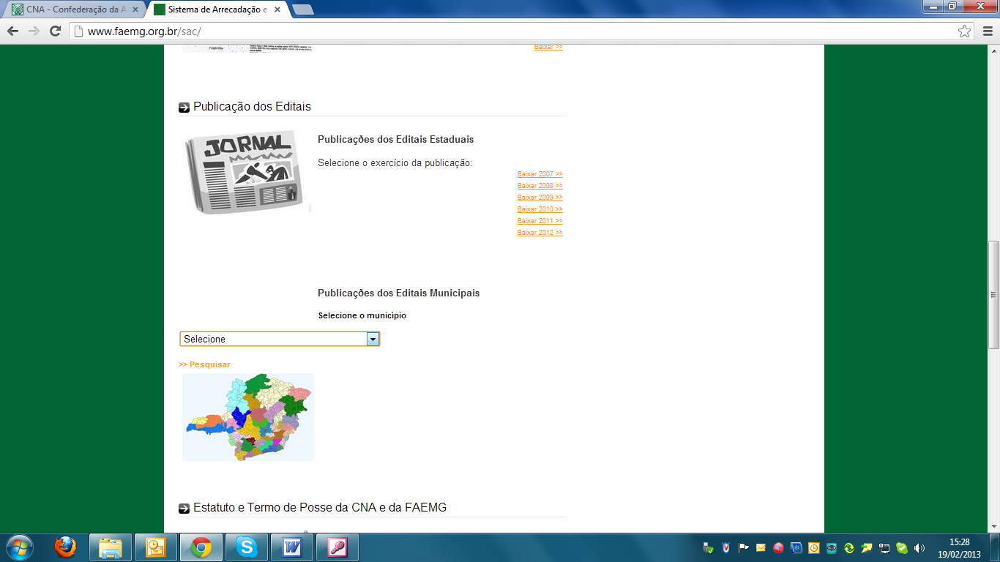 CNA - Confederação da A
Sistema de Arrecadação e
www.faemg.org.br/sac/
Baixar >>
Publicação dos Editais
JORNAL
Publicações dos Editais Estaduais
Selecione o exercício da publicação:
Baixar 2007 >>
Baixar 2008 >>
Baixar 2009 >>
Baixar 2010 >>
Baixar 2011 >>
Baixar 2012 >>
Publicações dos Editais Municipais
Selecione o município
Selecione
>> Pesquisar
Estatuto e Termo de Posse da CNA e da FAEMG
15:28
19/02/2013